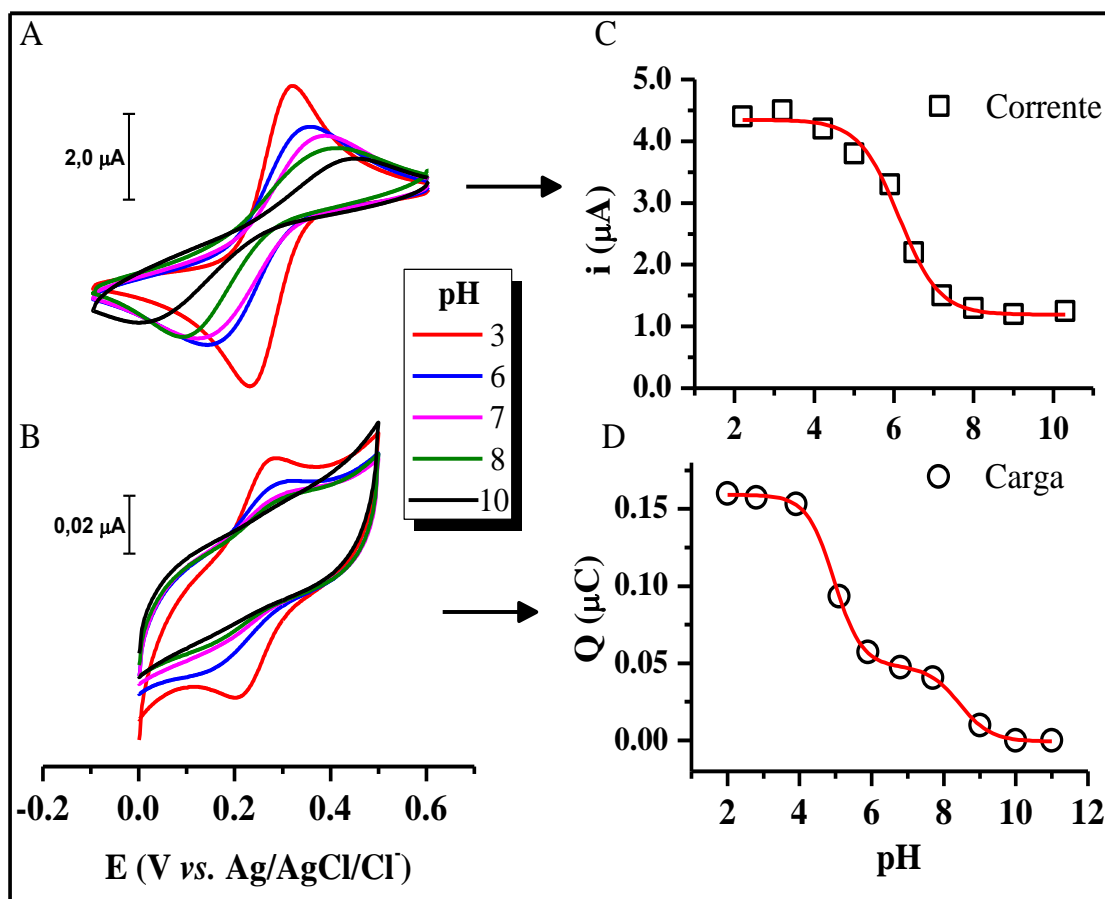 A
2,0 μA
pH
3
6
7
8
10
B
0,02 μA
-0.2 0.0 0.2 0.4 0.6
E (V vs. Ag/AgCl/Cl⁻)
C
5.0
4.0
3.0
2.0
1.0
0.0
i (μA)
Corrente
2 4 6 8 10
D
0.15
0.10
0.05
0.00
Q (μC)
Carga
2 4 6 8 10 12
pH